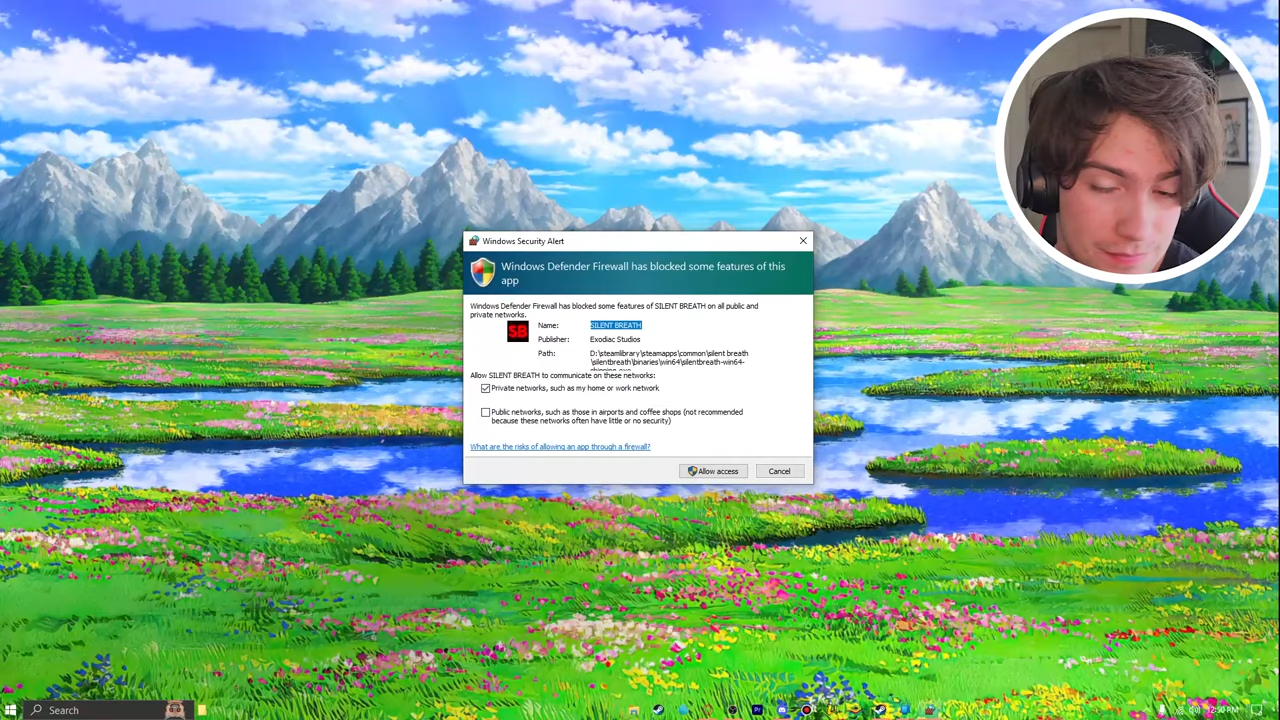 Windows Security Alert
Windows Defender Firewall has blocked some features of this
app
Windows Defender Firewall has blocked some features of SILENT BREATH on all public and
private networks.
SB
Name: SILENT BREATH
Publisher: Exodiac Studios
Path: D:\steamlibrary\steamapps\common\silent breath
\silentbreath\binaries\win64\silentbreath-win64-
shipping.exe
Allow SILENT BREATH to communicate on these networks:
Private networks, such as my home or work network
Public networks, such as those in airports and coffee shops (not recommended
because these networks often have little or no security)
What are the risks of allowing an app through a firewall?
Allow access Cancel
Search
12:50 PM